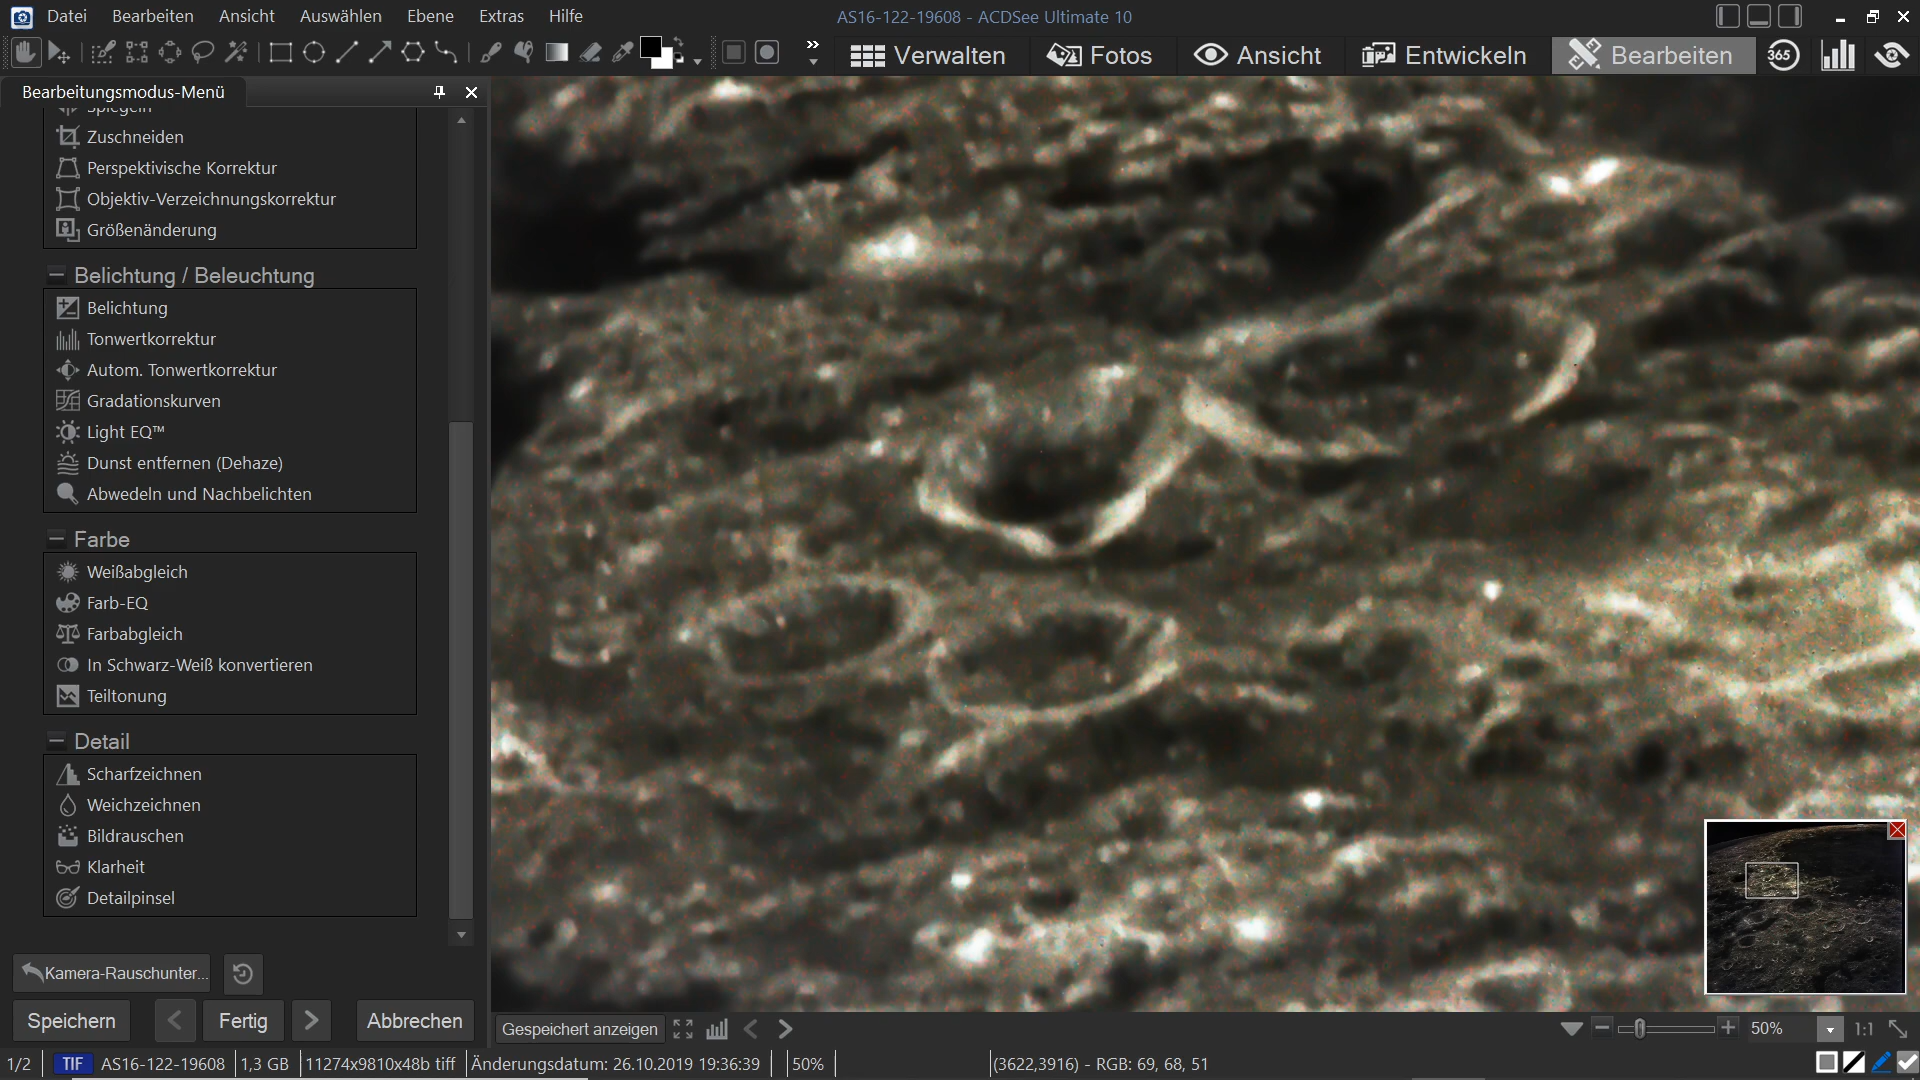 Datei Bearbeiten Ansicht Auswählen Ebene Extras Hilfe
AS16-122-19608 - ACDSee Ultimate 10
Verwalten Fotos Ansicht Entwickeln Bearbeiten 365
Bearbeitungsmodus-Menü
Spiegeln
Zuschneiden
Perspektivische Korrektur
Objektiv-Verzeichnungskorrektur
Größenänderung
Belichtung / Beleuchtung
Belichtung
Tonwertkorrektur
Autom. Tonwertkorrektur
Gradationskurven
Light EQ™
Dunst entfernen (Dehaze)
Abwedeln und Nachbelichten
Farbe
Weißabgleich
Farb-EQ
Farbabgleich
In Schwarz-Weiß konvertieren
Teiltonung
Detail
Scharfzeichnen
Weichzeichnen
Bildrauschen
Klarheit
Detailpinsel
Kamera-Rauschunter...
Speichern Fertig Abbrechen
Gespeichert anzeigen
50% 1:1
1/2 TIF AS16-122-19608 1,3 GB 11274x9810x48b tiff Änderungsdatum: 26.10.2019 19:36:39 50% (3622,3916) - RGB: 69, 68, 51